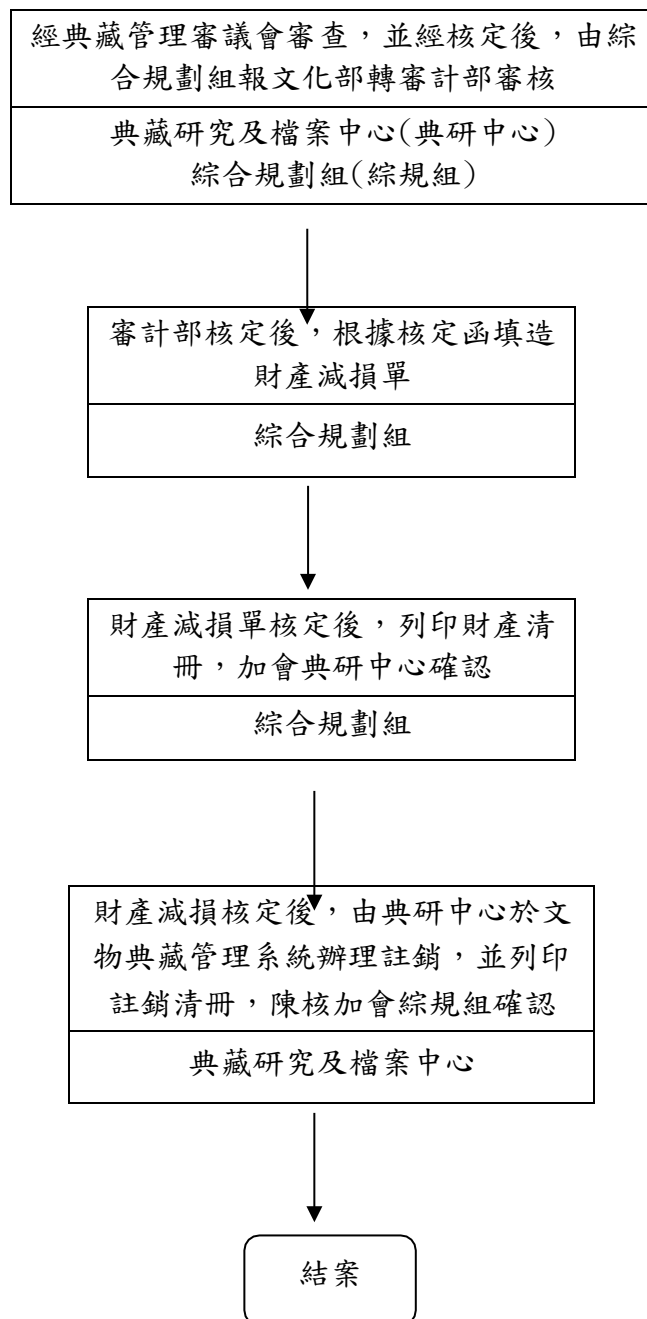 經典藏管理審議會審查，並經核定後，由綜
合規劃組報文化部轉審計部審核
典藏研究及檔案中心(典研中心)
綜合規劃組(綜規組)
審計部核定後，根據核定函填造
財產減損單
綜合規劃組
財產減損單核定後，列印財產清
冊，加會典研中心確認
綜合規劃組
財產減損核定後，由典研中心於文
物典藏管理系統辦理註銷，並列印
註銷清冊，陳核加會綜規組確認
典藏研究及檔案中心
結案